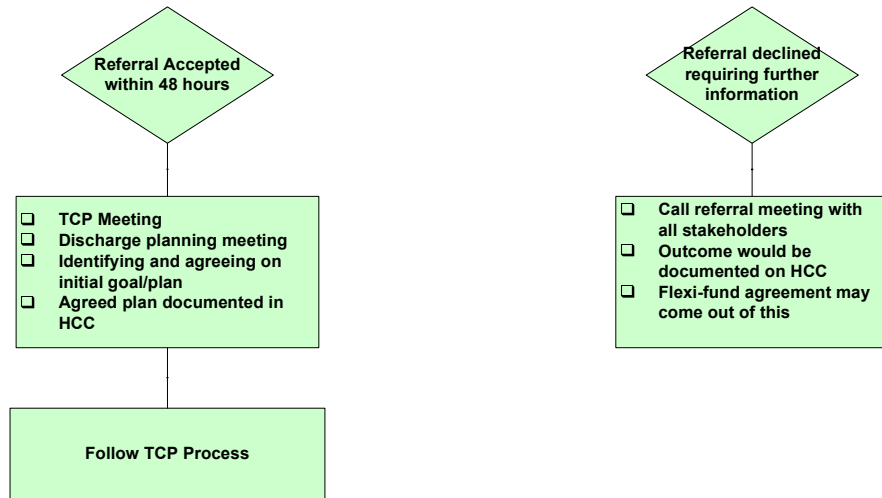 Referral Accepted
within 48 hours
❑ TCP Meeting
❑ Discharge planning meeting
❑ Identifying and agreeing on
initial goal/plan
❑ Agreed plan documented in
HCC
Follow TCP Process
Referral declined
requiring further
information
❑ Call referral meeting with
all stakeholders
❑ Outcome would be
documented on HCC
❑ Flexi-fund agreement may
come out of this